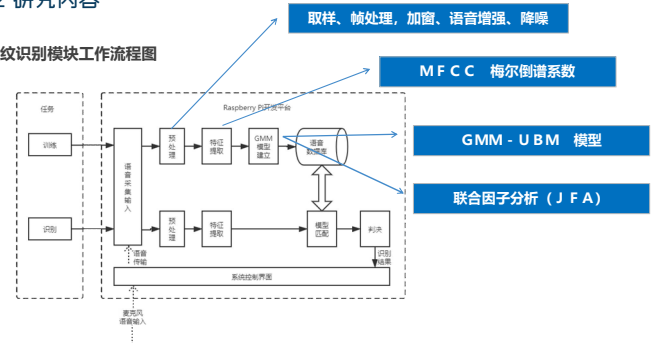 研究内容
取样、帧处理，加窗、语音增强、降噪
纹识别模块工作流程图
M F C C 梅尔倒谱系数
任务
Raspberry Pi开发平台
训练
语音采集输入
预处理
特征提取
GMM模型建立
语音数据库
GMM - U B M 模型
联合因子分析（ J F A）
识别
预处理
特征提取
模型匹配
判决
语音传输
识别结果
系统控制界面
麦克风
语音输入